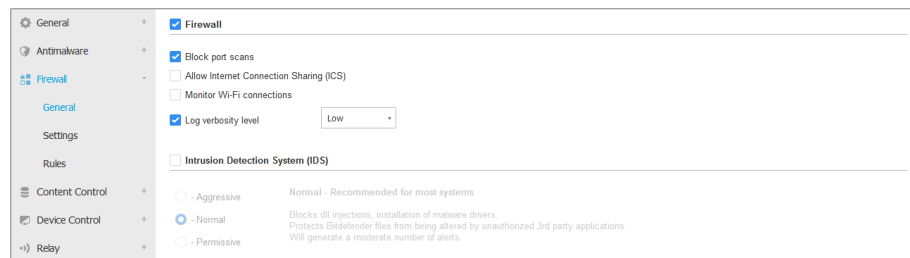 General +
Antimalware +
Firewall -
General
Settings
Rules
Content Control +
Device Control +
Relay +
Firewall
Block port scans
Allow Internet Connection Sharing (ICS)
Monitor Wi-Fi connections
Log verbosity level Low
Intrusion Detection System (IDS)
- Aggressive
- Normal
- Permissive
Normal - Recommended for most systems
Blocks dll injections, installation of malware drivers.
Protects Bitdefender files from being altered by unauthorized 3rd party applications.
Will generate a moderate number of alerts.